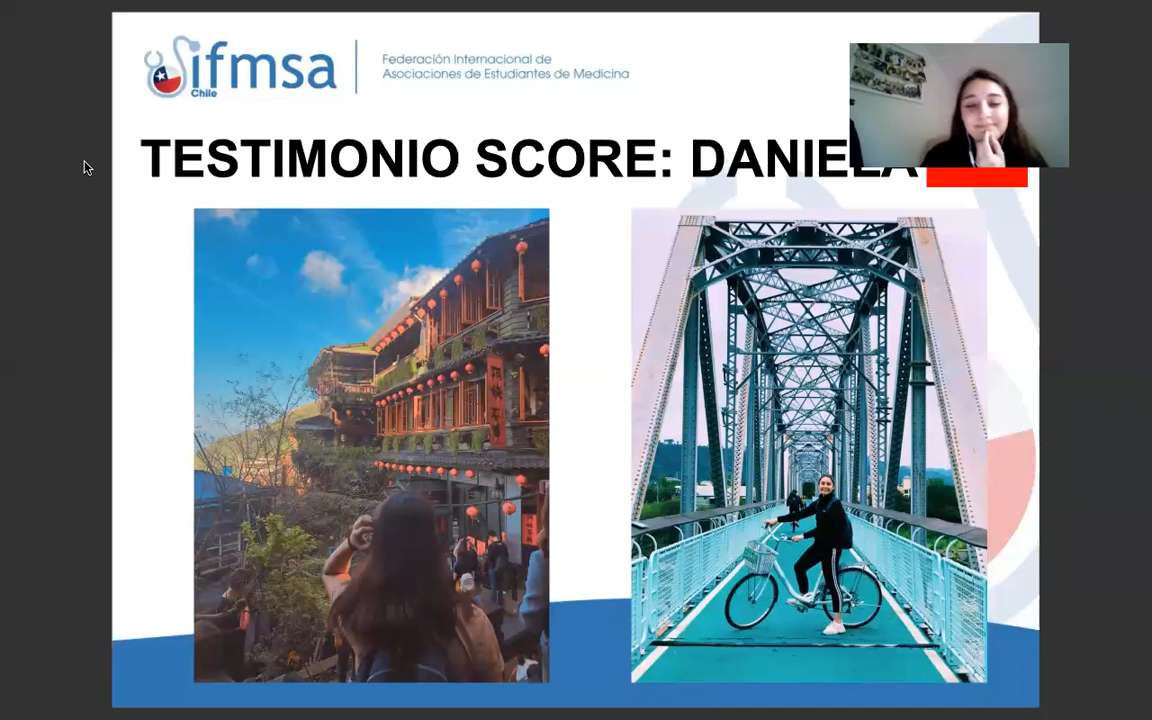 ifmsa
Chile
Federación Internacional de
Asociaciones de Estudiantes de Medicina
TESTIMONIO SCORE: DANIELA